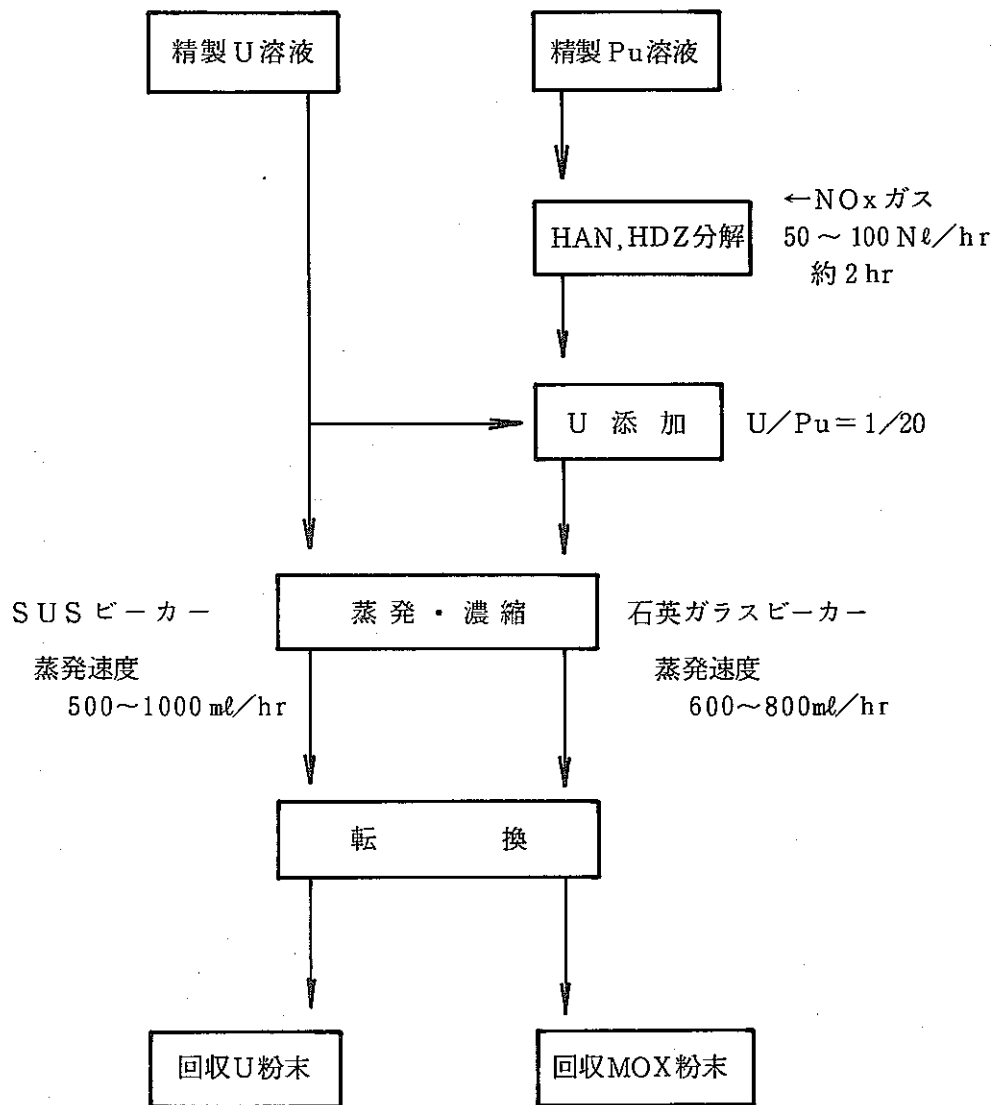 精製U溶液
精製Pu溶液
HAN,HDZ分解
←NOxガス
50～100Nℓ/hr
約2hr
U 添 加
U/Pu=1/20
SUSビーカー
蒸発速度
500～1000mℓ/hr
蒸発・濃縮
石英ガラスビーカー
蒸発速度
600～800mℓ/hr
転 換
回収U粉末
回収MOX粉末